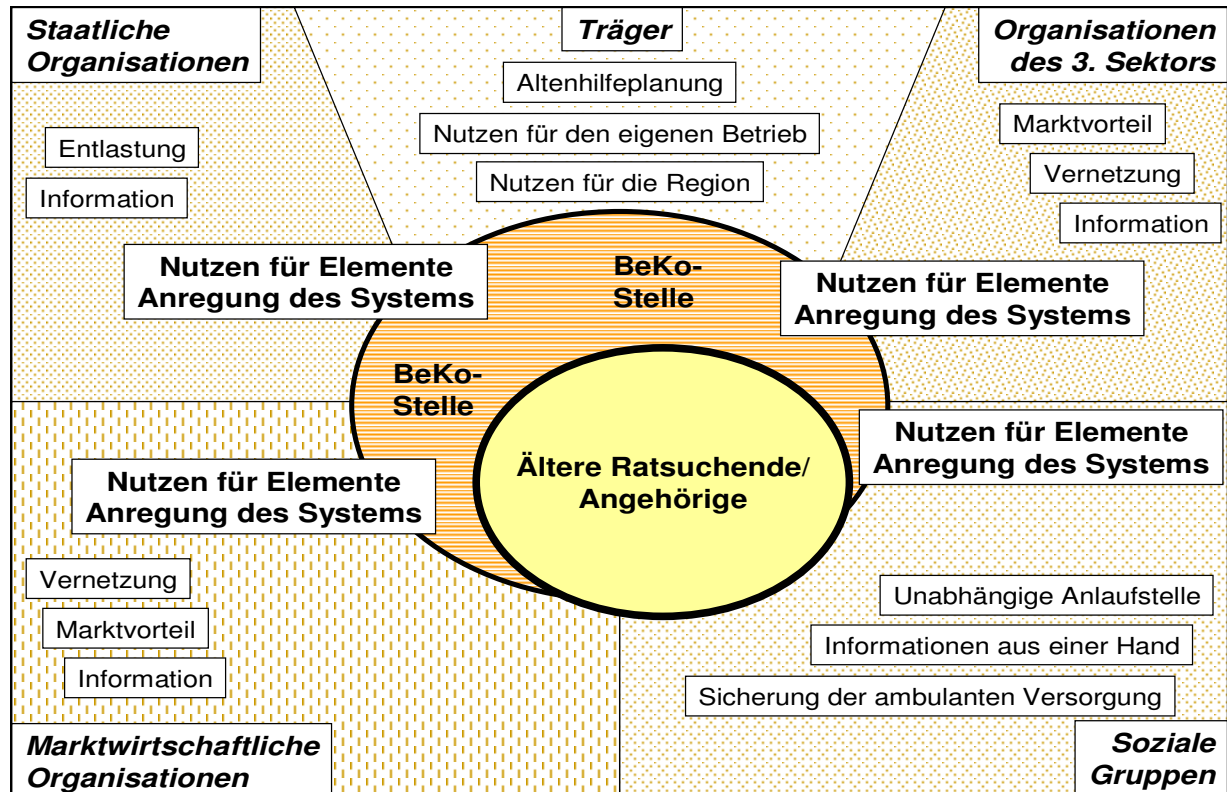 Staatliche
Organisationen
Entlastung
Information
Träger
Altenhilfeplanung
Nutzen für den eigenen Betrieb
Nutzen für die Region
Organisationen
des 3. Sektors
Marktvorteil
Vernetzung
Information
Nutzen für Elemente
Anregung des Systems
BeKo-
Stelle
Nutzen für Elemente
Anregung des Systems
BeKo-
Stelle
Ältere Ratsuchende/
Angehörige
Nutzen für Elemente
Anregung des Systems
Nutzen für Elemente
Anregung des Systems
Vernetzung
Marktvorteil
Information
Marktwirtschaftliche
Organisationen
Unabhängige Anlaufstelle
Informationen aus einer Hand
Sicherung der ambulanten Versorgung
Soziale
Gruppen